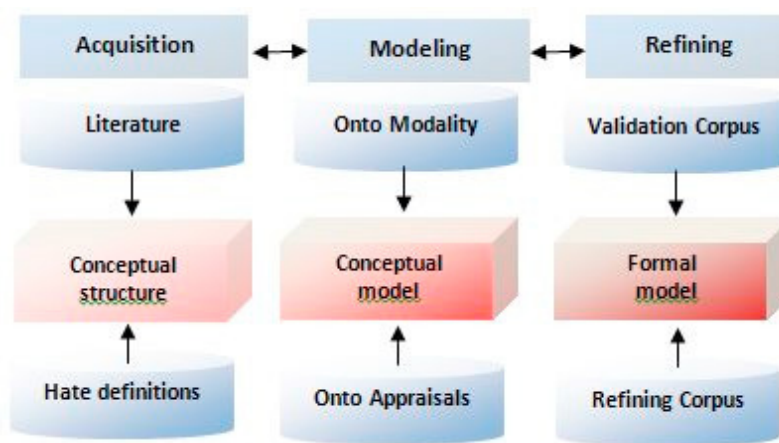 Acquisition
Modeling
Refining
Literature
Onto Modality
Validation Corpus
Conceptual
structure
Conceptual
model
Formal
model
Hate definitions
Onto Appraisals
Refining Corpus